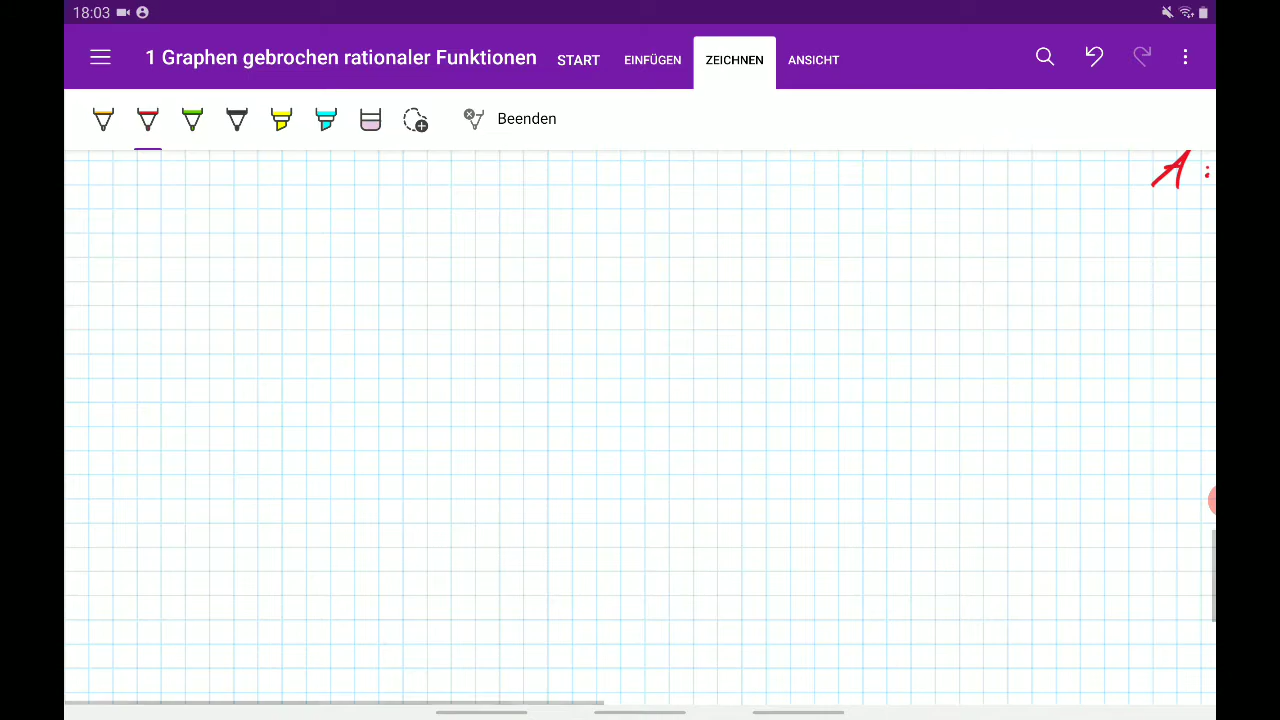 18:03
1 Graphen gebrochen rationaler Funktionen START EINFÜGEN ZEICHNEN ANSICHT
Beenden
A :